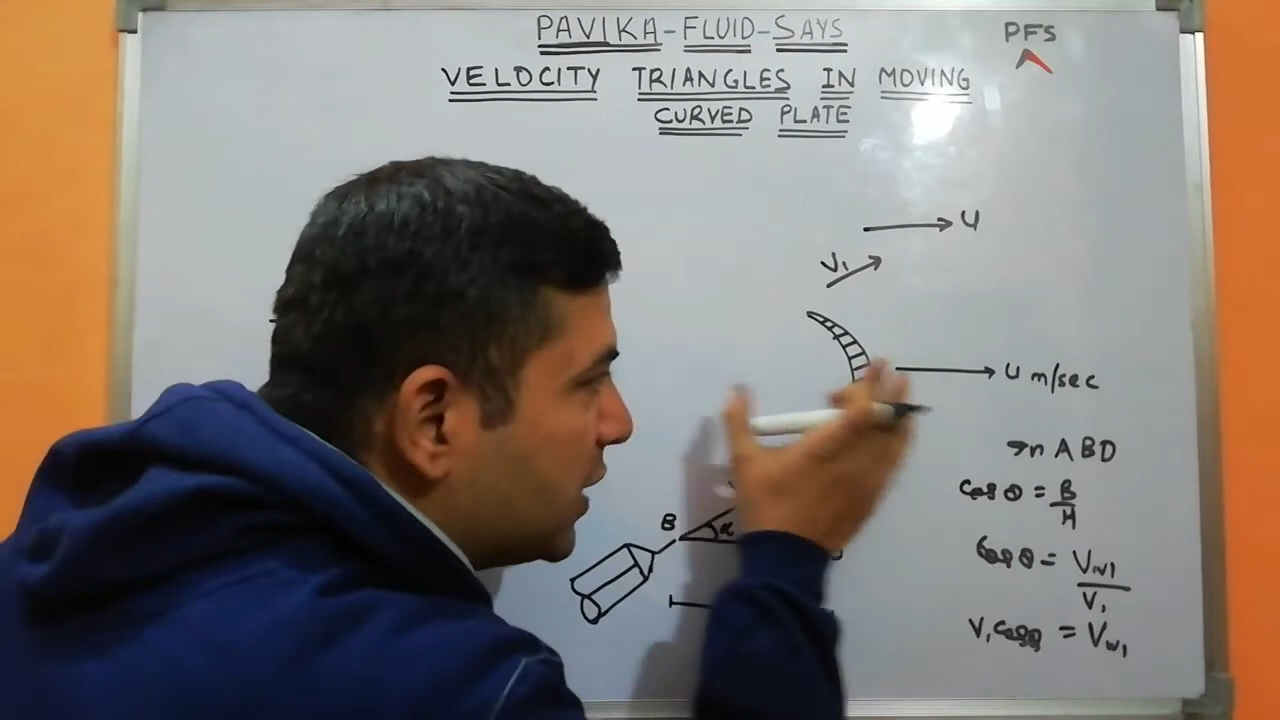 PAVIKA-FLUID-SAYS
PFS
VELOCITY TRIANGLES IN MOVING
CURVED PLATE
U
V₁
U m/sec
In ABD
Cos θ = B/H
B
α
Cos θ = Vw1/V₁
V₁ Cos = Vw₁